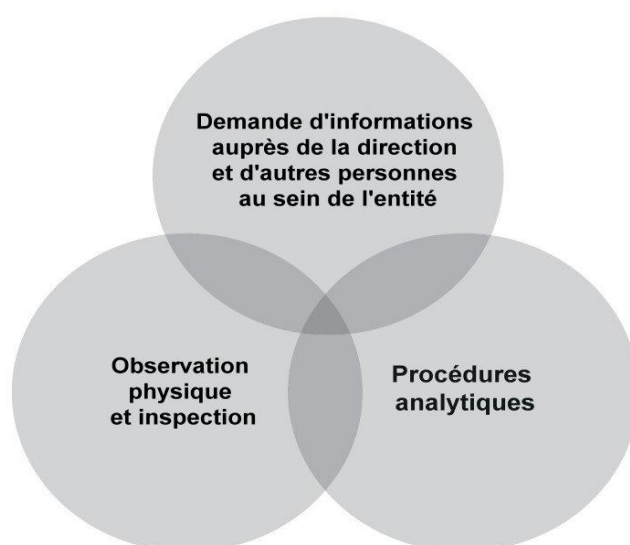 Demande d'informations
auprès de la direction
et d'autres personnes
au sein de l'entité
Observation
physique
et inspection
Procédures
analytiques